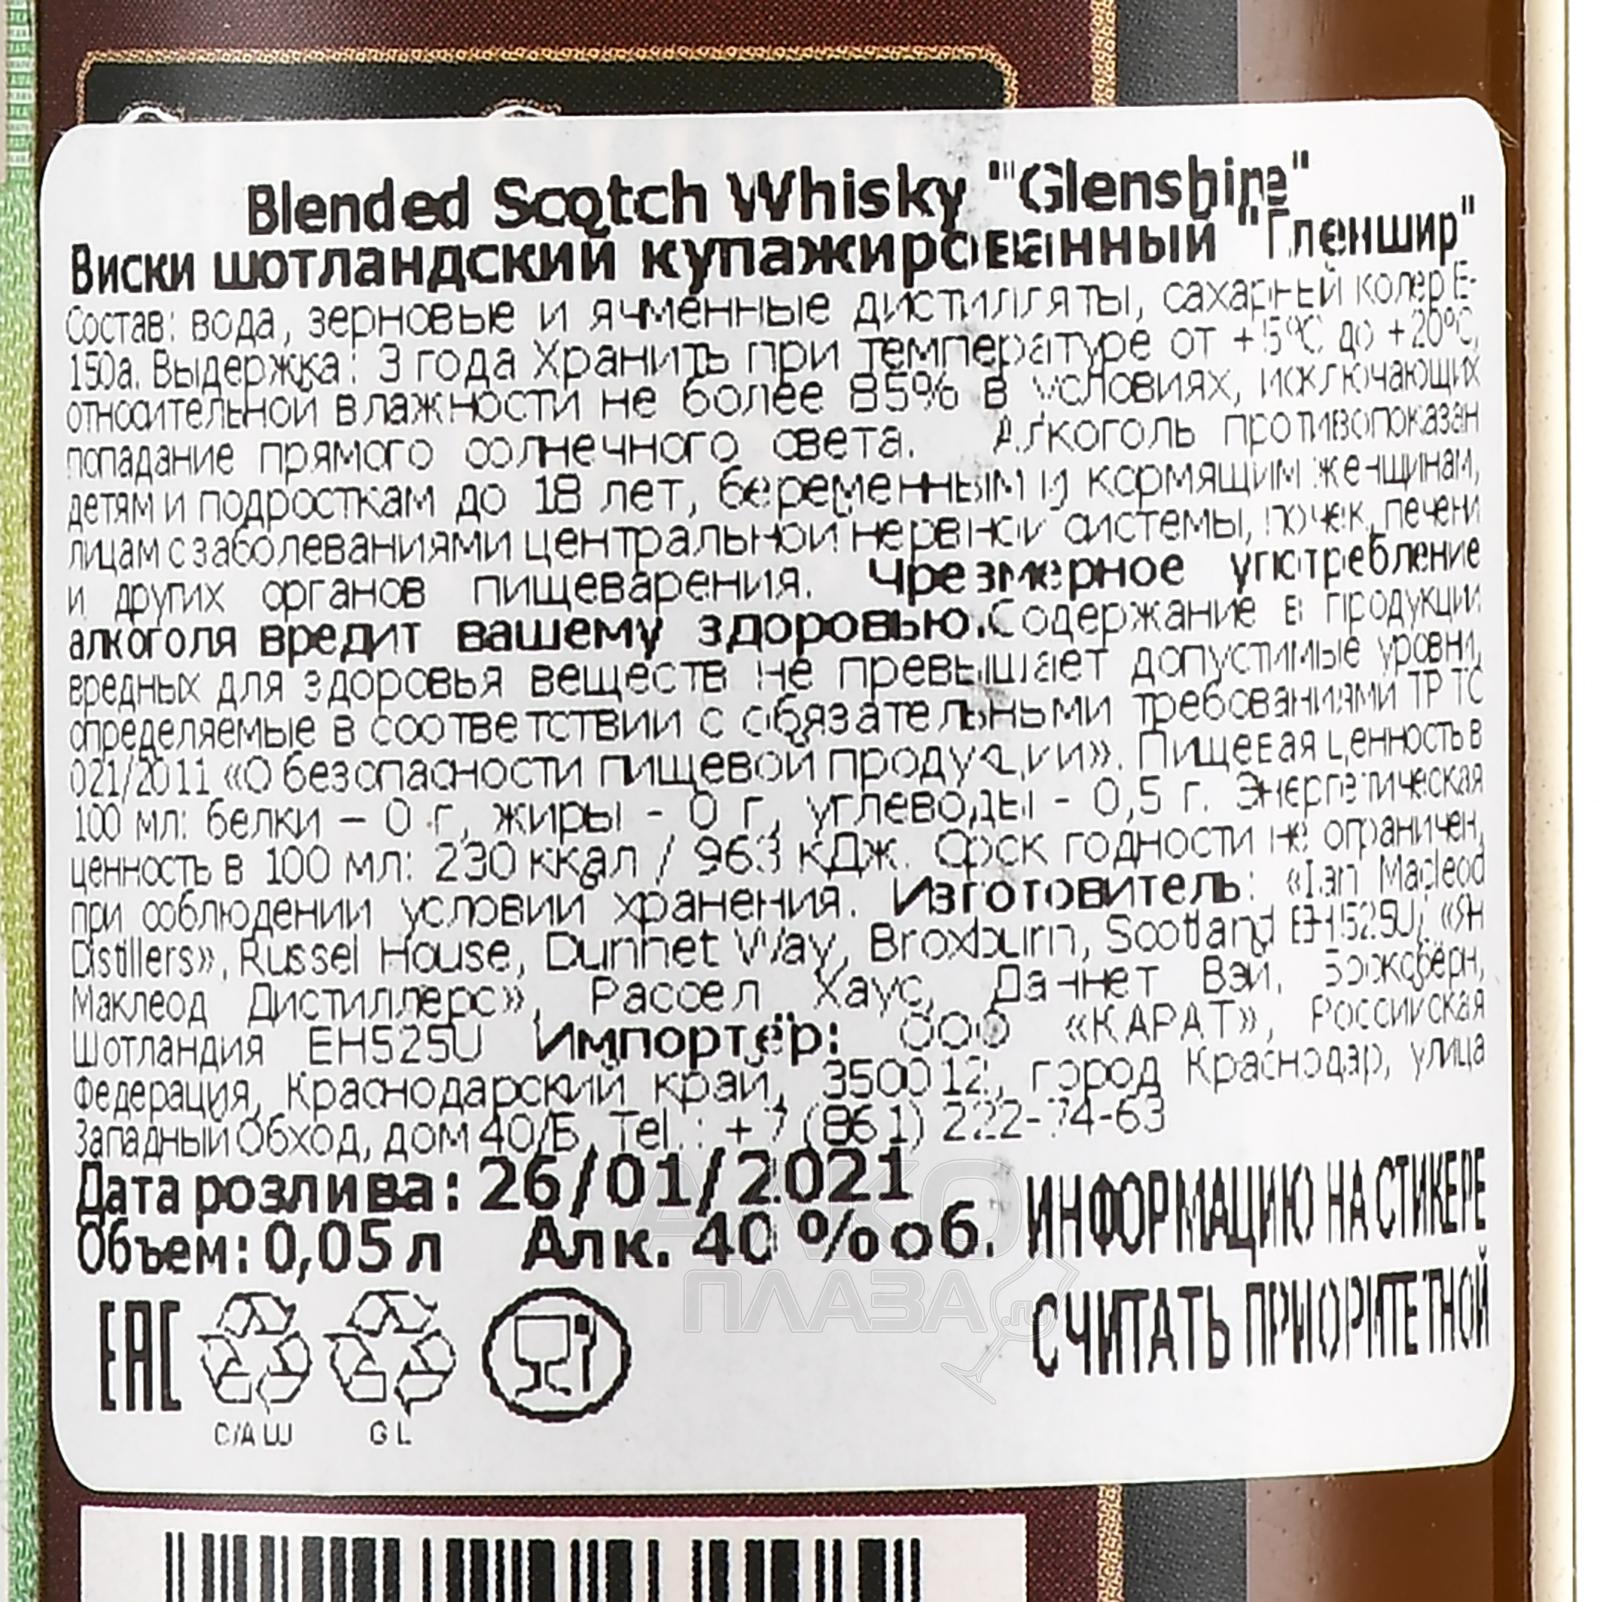 Blended Scotch Whisky "Glenshire"
Виски шотландский купажированный "Гленшир"
Состав: вода, зерновые и ячменные дистилляты, сахарный колер Е-
150а. Выдержка: 3 года Хранить при температуре от +5°С до +20°С,
относительной влажности не более 85% в условиях, исключающих
попадание прямого солнечного света. Алкоголь противопоказан
детям и подросткам до 18 лет, беременным и кормящим женщинам,
лицам с заболеваниями центральной нервной системы, почек, печени
и других органов пищеварения. Чрезмерное употребление
алкоголя вредит вашему здоровью. Содержание в продукции
вредных для здоровья веществ не превышает допустимые уровни,
определяемые в соответствии с обязательными требованиями ТР ТС
021/2011 «О безопасности пищевой продукции». Пищевая ценность в
100 мл: белки – 0 г, жиры - 0 г, углеводы - 0,5 г. Энергетическая
ценность в 100 мл: 230 ккал / 963 кДж. Срок годности не ограничен,
при соблюдении условий хранения. Изготовитель: «Ian Macleod
Distillers», Russel House, Dunnet Way, Broxburn, Scotland EH525U, «Ян
Маклеод Дистиллерс», Рассел Хаус, Даннет Вэй, Броксбёрн,
Шотландия EH525U Импортёр: ООО «КАРАТ», Российская
Федерация, Краснодарский край, 350012, город Краснодар, улица
Западный Обход, дом 40/Б, Tel.: +7 (861) 222-74-63
Дата розлива: 26/01/2021
Объем: 0,05 л Алк. 40 %об.
ИНФОРМАЦИЮ НА СТИКЕРЕ
СЧИТАТЬ ПРИОРИТЕТНОЙ
EAC
C/AW GL
АЛКО
ПЛАЗА.ru